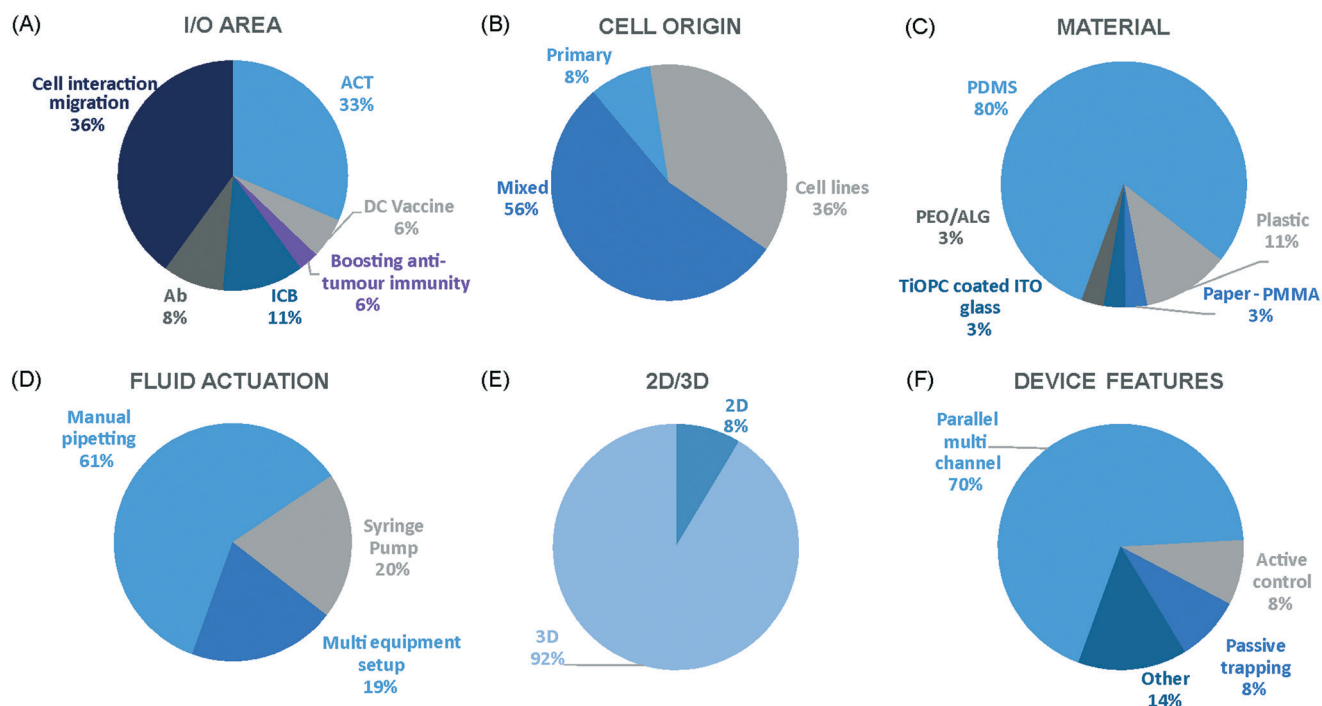 (A)
I/O AREA
Cell interaction
migration
36%
ACT
33%
DC Vaccine
6%
Boosting anti-
tumour immunity
6%
ICB
11%
Ab
8%
(B)
CELL ORIGIN
Primary
8%
Mixed
56%
Cell lines
36%
(C)
MATERIAL
PDMS
80%
PEO/ALG
3%
Plastic
11%
TiOPC coated ITO
glass
3%
Paper-PMMA
3%
(D)
FLUID ACTUATION
Manual
pipetting
61%
Syringe
Pump
20%
Multi equipment
setup
19%
(E)
2D/3D
2D
8%
3D
92%
(F)
DEVICE FEATURES
Parallel
multi
channel
70%
Active
control
8%
Passive
trapping
8%
Other
14%